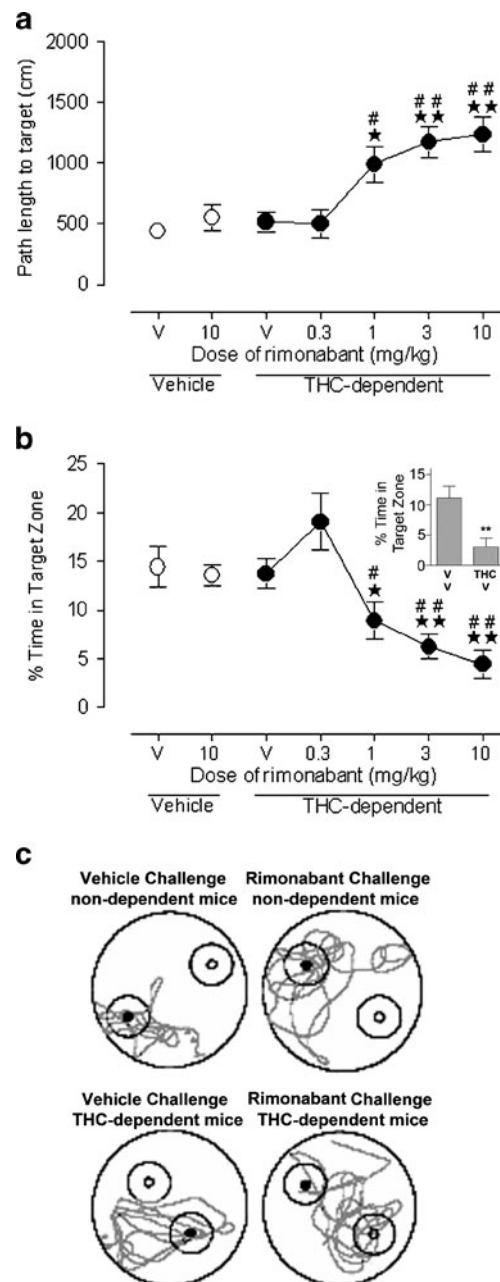 a
Path length to target (cm)
2000
1500
1000
500
0
# ★
# # ★★
# # ★★
V 10 V 0.3 1 3 10
Dose of rimonabant (mg/kg)
Vehicle THC-dependent
b
% Time in Target Zone
25
20
15
10
5
0
% Time in
Target Zone
15
10
5
0
**
V THC
V V
# ★
# # ★★
# # ★★
V 10 V 0.3 1 3 10
Dose of rimonabant (mg/kg)
Vehicle THC-dependent
c
Vehicle Challenge
non-dependent mice
Rimonabant Challenge
non-dependent mice
Vehicle Challenge
THC-dependent mice
Rimonabant Challenge
THC-dependent mice